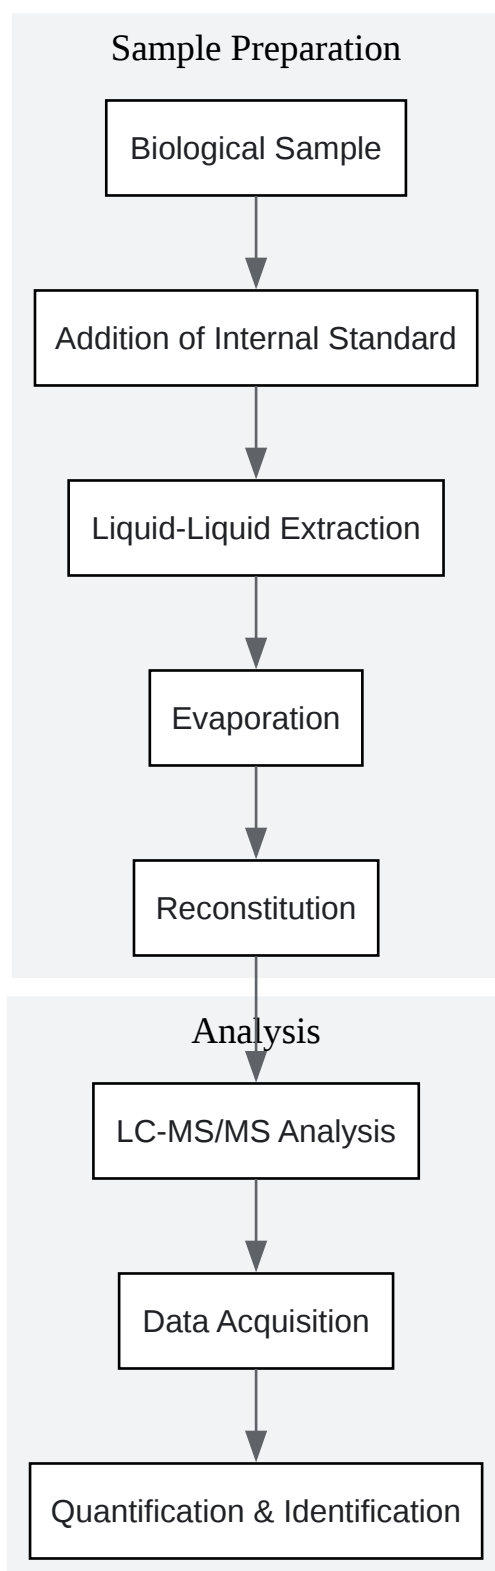 Sample Preparation
Biological Sample
Addition of Internal Standard
Liquid-Liquid Extraction
Evaporation
Reconstitution
Analysis
LC-MS/MS Analysis
Data Acquisition
Quantification & Identification